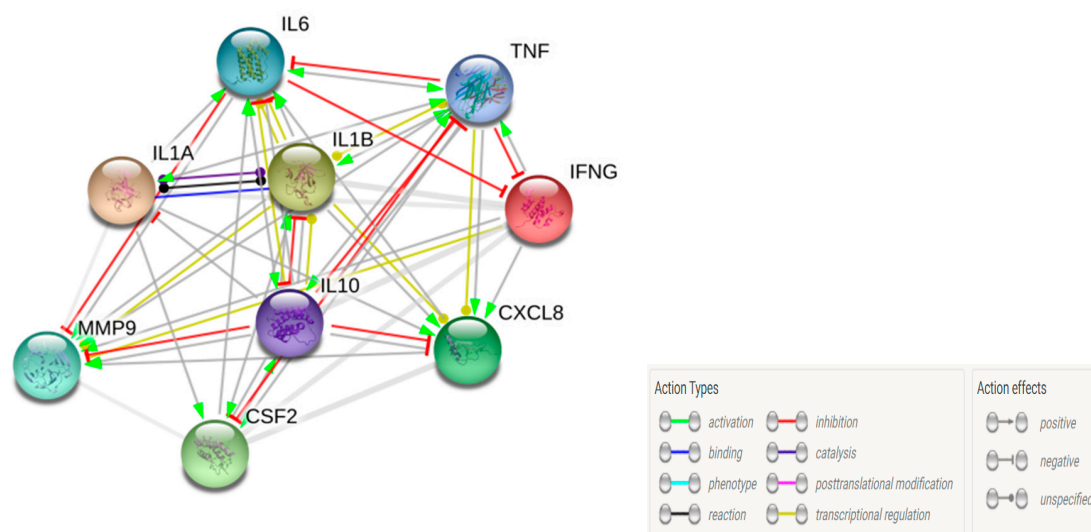 IL6
TNF
IL1A
IL1B
IFNG
IL10
CXCL8
MMP9
CSF2
Action Types
activation
inhibition
binding
catalysis
phenotype
posttranslational modification
reaction
transcriptional regulation
Action effects
positive
negative
unspecified